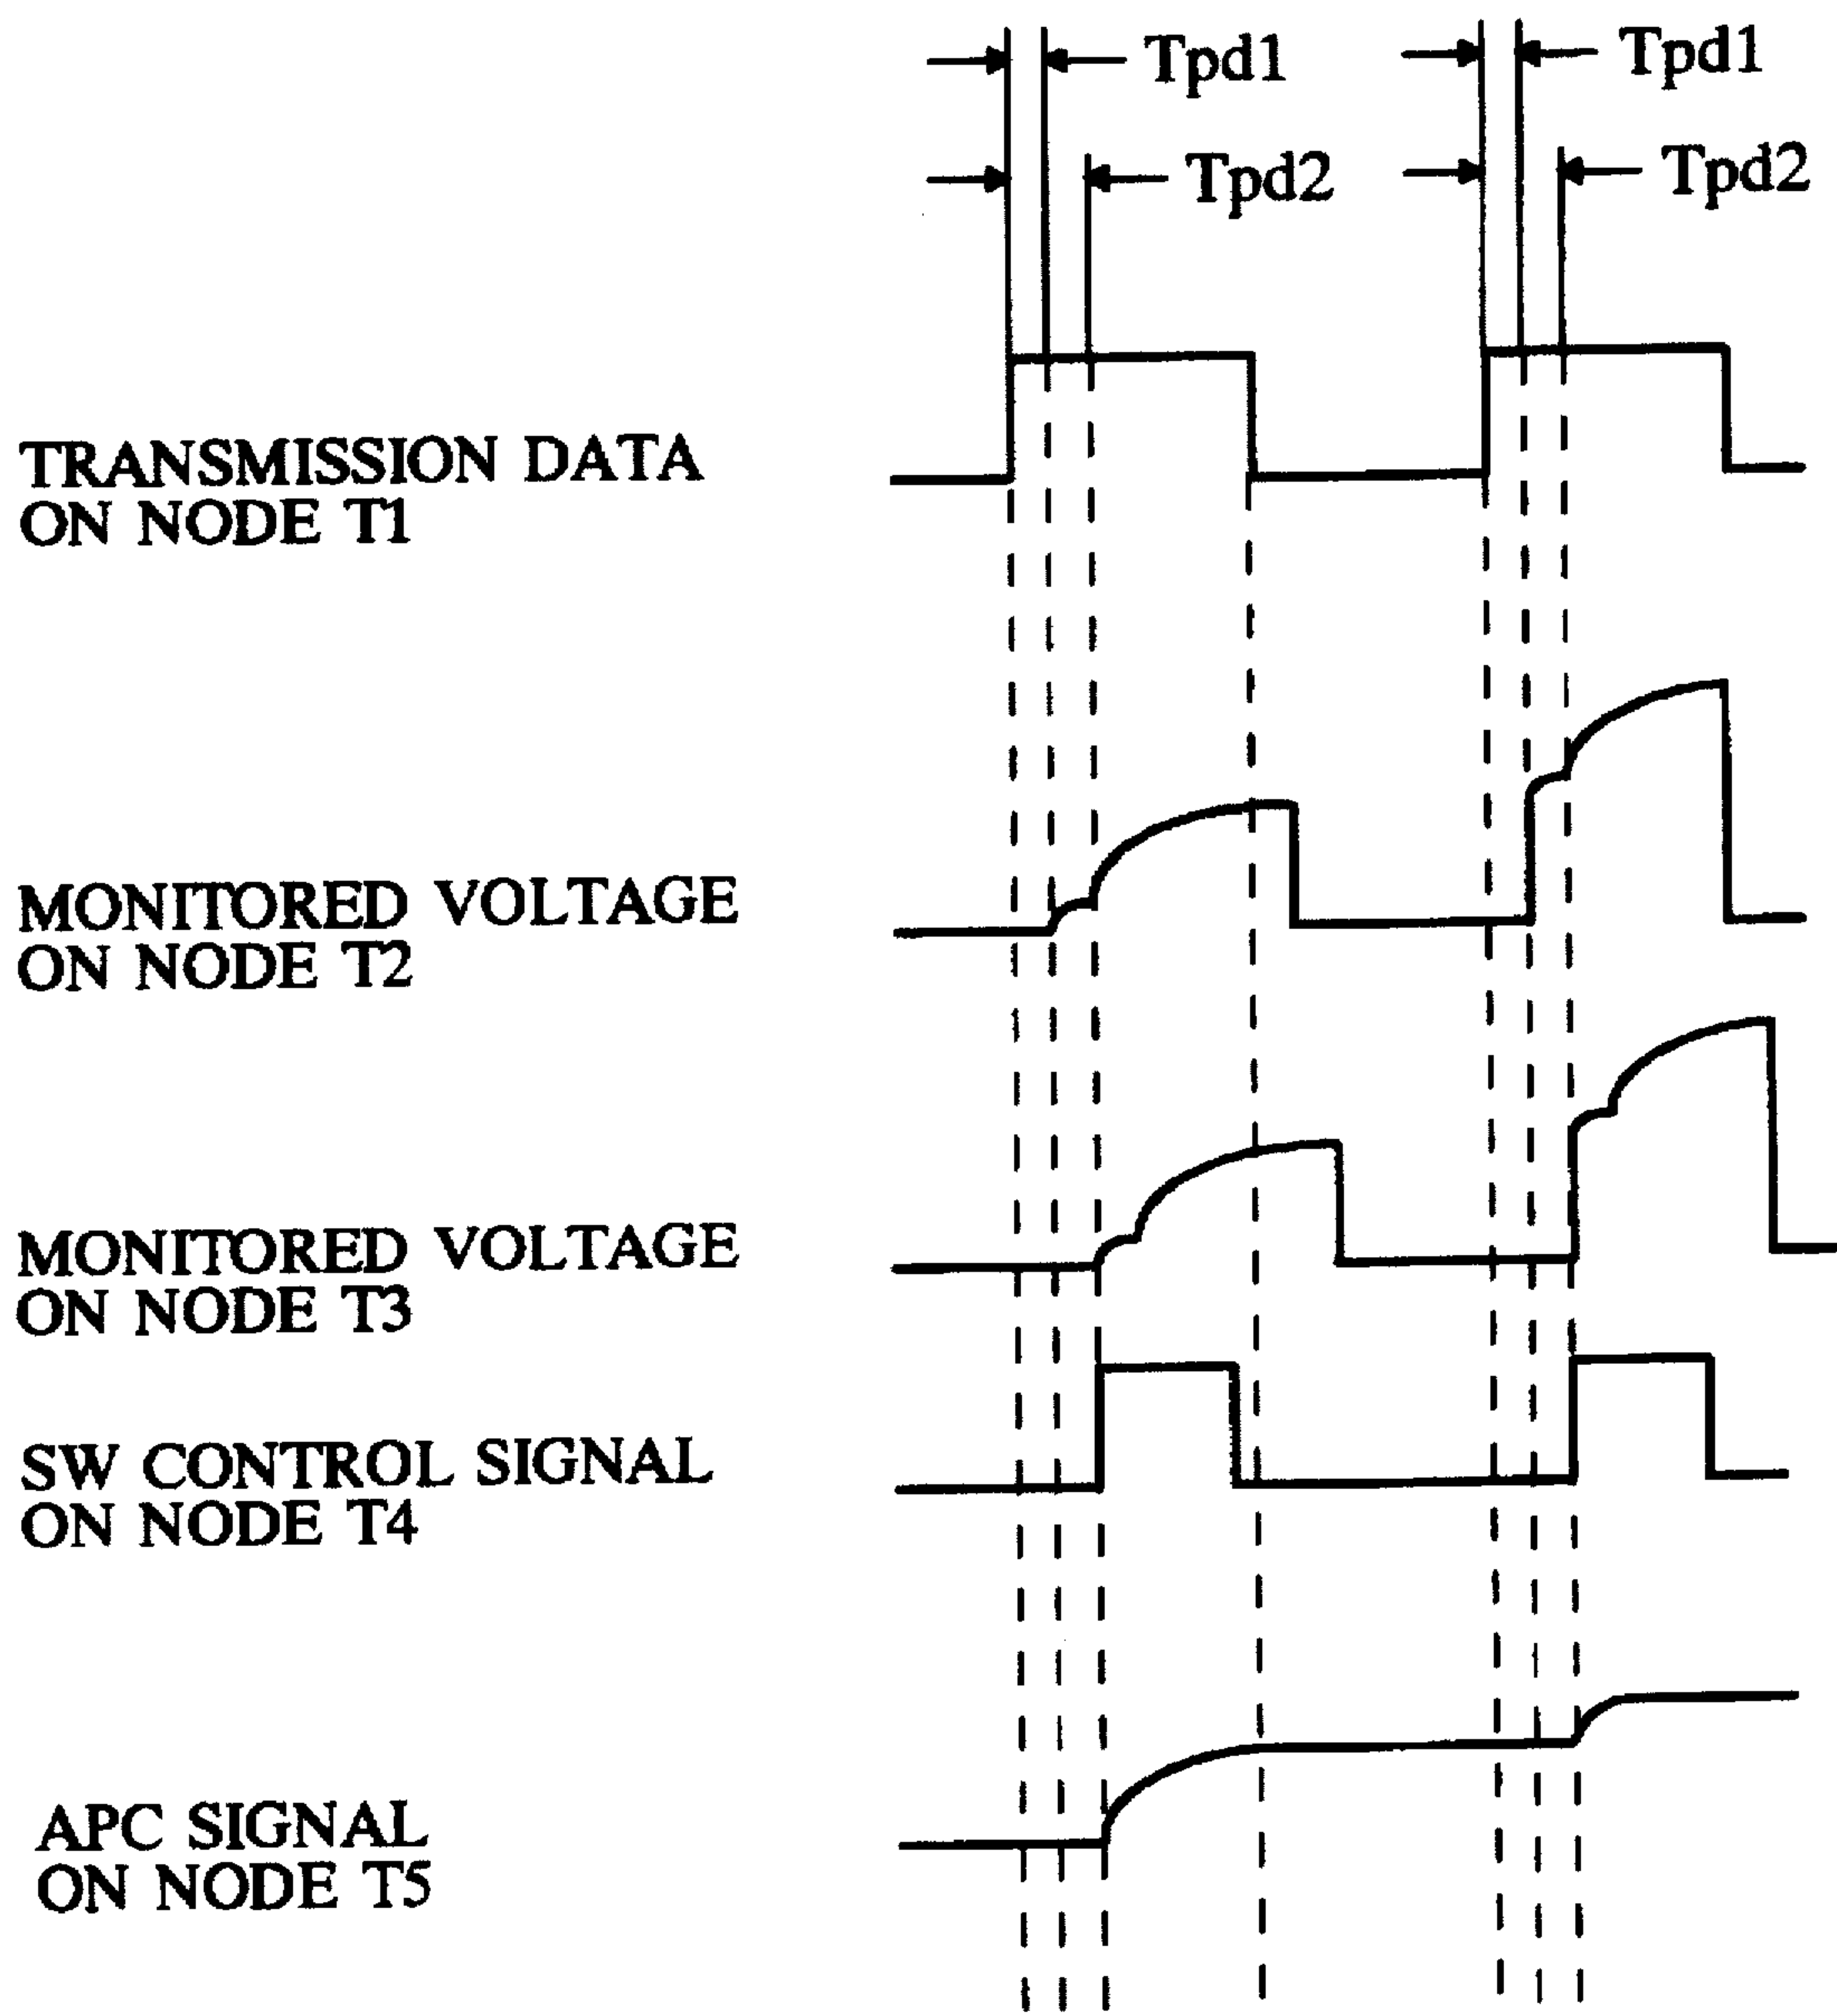 Tpd1
Tpd1
Tpd2
Tpd2
TRANSMISSION DATA
ON NODE T1
MONITORED VOLTAGE
ON NODE T2
MONITORED VOLTAGE
ON NODE T3
SW CONTROL SIGNAL
ON NODE T4
APC SIGNAL
ON NODE T5